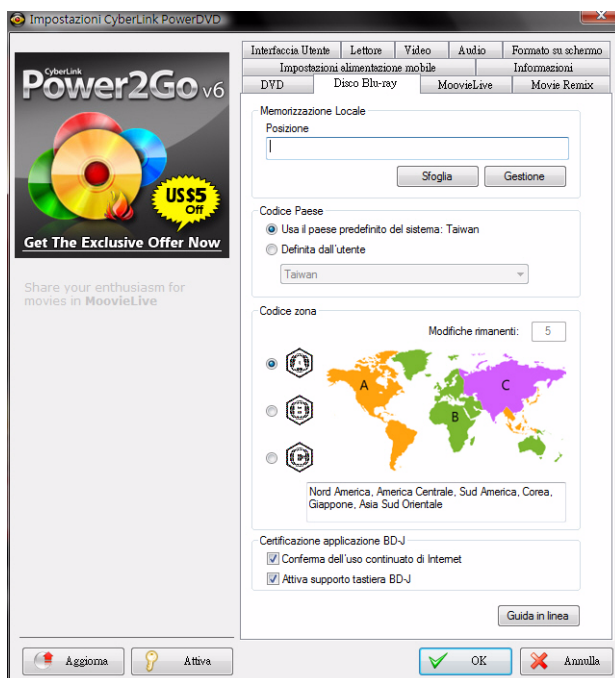 Impostazioni CyberLink PowerDVD
CyberLink
Power2Go v6
US$5
Off
Get The Exclusive Offer Now
Share your enthusiasm for
movies in MoovieLive
Interfaccia Utente Lettore Video Audio Formato su schermo
Impostazioni alimentazione mobile Informazioni
DVD Disco Blu-ray MoovieLive Movie Remix
Memorizzazione Locale
Posizione
Sfoglia Gestione
Codice Paese
Usa il paese predefinito del sistema: Taiwan
Definita dall'utente
Taiwan
Codice zona
Modifiche rimanenti: 5
A
B
C
Nord America, America Centrale, Sud America, Corea,
Giappone, Asia Sud Orientale
Certificazione applicazione BD-J
Conferma dell'uso continuato di Internet
Attiva supporto tastiera BD-J
Guida in linea
Aggiorna Attiva OK Annulla